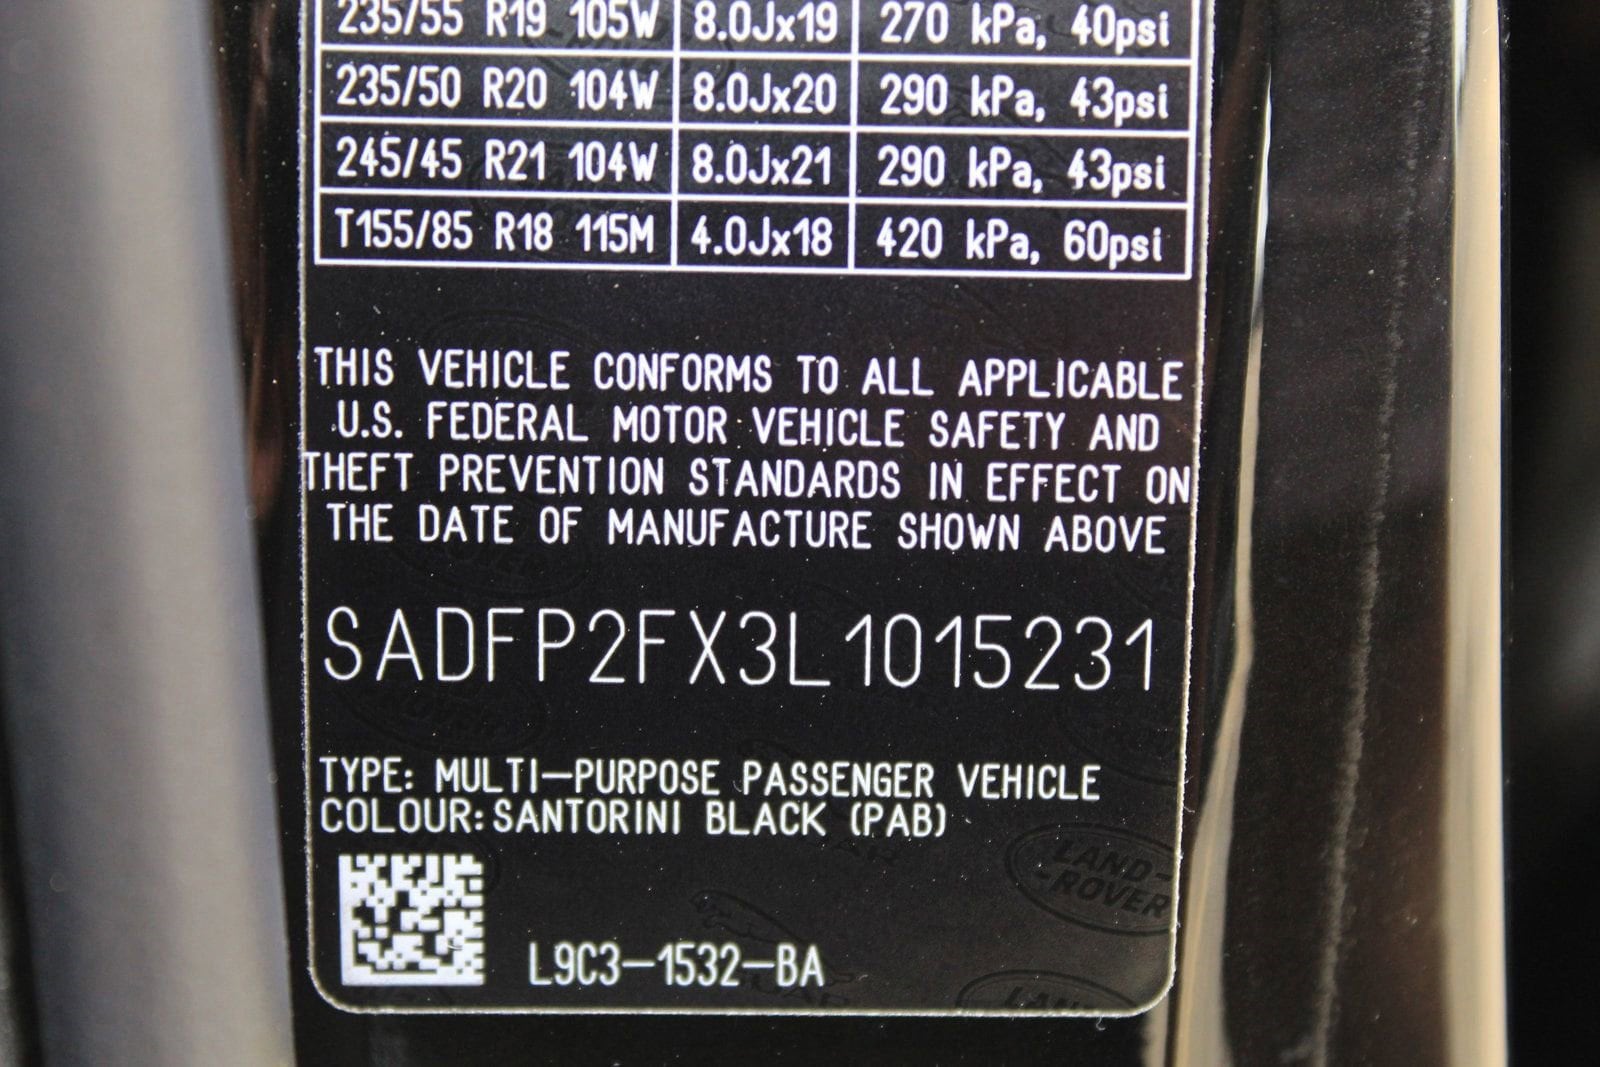 235/55 R19 105W 8.0Jx19 270 kPa, 40psi
235/50 R20 104W 8.0Jx20 290 kPa, 43psi
245/45 R21 104W 8.0Jx21 290 kPa, 43psi
T155/85 R18 115M 4.0Jx18 420 kPa, 60psi
THIS VEHICLE CONFORMS TO ALL APPLICABLE
U.S. FEDERAL MOTOR VEHICLE SAFETY AND
THEFT PREVENTION STANDARDS IN EFFECT ON
THE DATE OF MANUFACTURE SHOWN ABOVE
SADFP2FX3L1015231
TYPE: MULTI-PURPOSE PASSENGER VEHICLE
COLOUR: SANTORINI BLACK (PAB)
LAND-
-ROVER
L9C3-1532-BA